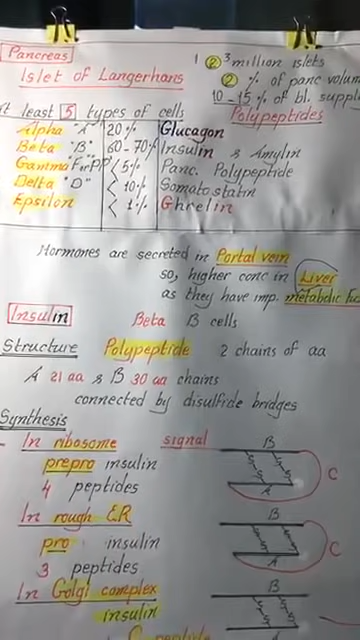 Pancreas
1 ② 3 million islets
Islet of Langerhans
② % of panc volum
10 - 15 % of bl. suppl
t least 5 types of cells
Polypeptides
Alpha "A" 20% Glucagon
Beta "B" 60-70% Insulin & Amylin
Gamma "F or PP" 5% Panc. Polypeptide
Delta "D" < 10% Somatostatin
Epsilon < 1% Ghrelin
Hormones are secreted in Portal vein
so, higher conc in Liver
as they have imp. metabolic
Insulin Beta B cells
Structure Polypeptide 2 chains of aa
A 21 aa & B 30 aa chains
connected by disulfide bridges
Synthesis
- In ribosome signal B
prepro insulin C
4 peptides A
In rough ER B
pro insulin C
3 peptides A
In Golgi complex B
insulin
C peptide